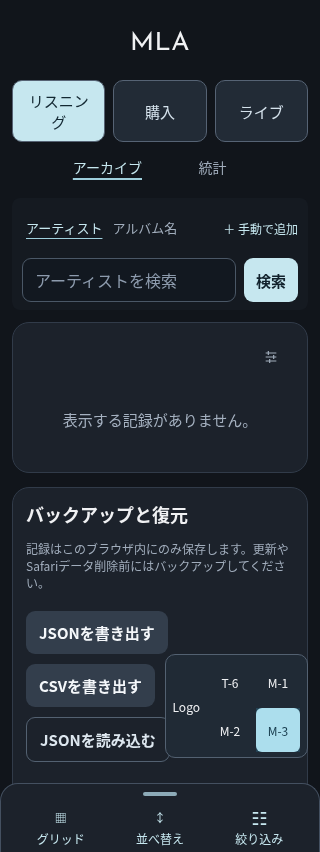 MLA
リスニン
グ
購入
ライブ
アーカイブ
統計
アーティスト
アルバム名
＋ 手動で追加
アーティストを検索
検索
表示する記録がありません。
バックアップと復元
記録はこのブラウザ内にのみ保存します。更新や
Safariデータ削除前にはバックアップしてくださ
い。
JSONを書き出す
CSVを書き出す
JSONを読み込む
Logo
T-6
M-1
M-2
M-3
グリッド
並べ替え
絞り込み